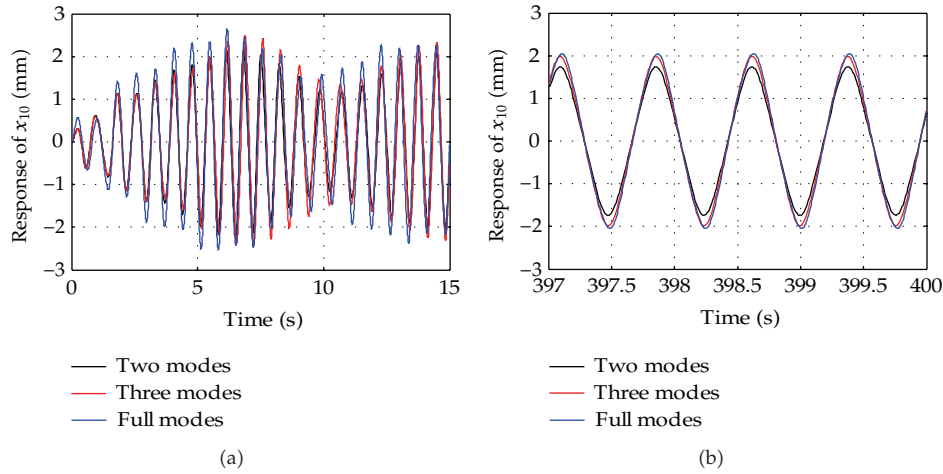 3
2
1
0
−1
−2
−3
Response of x10 (mm)
0
5
10
15
Time (s)
Two modes
Three modes
Full modes
(a)
3
2
1
0
−1
−2
−3
Response of x10 (mm)
397
397.5
398
398.5
399
399.5
400
Time (s)
Two modes
Three modes
Full modes
(b)